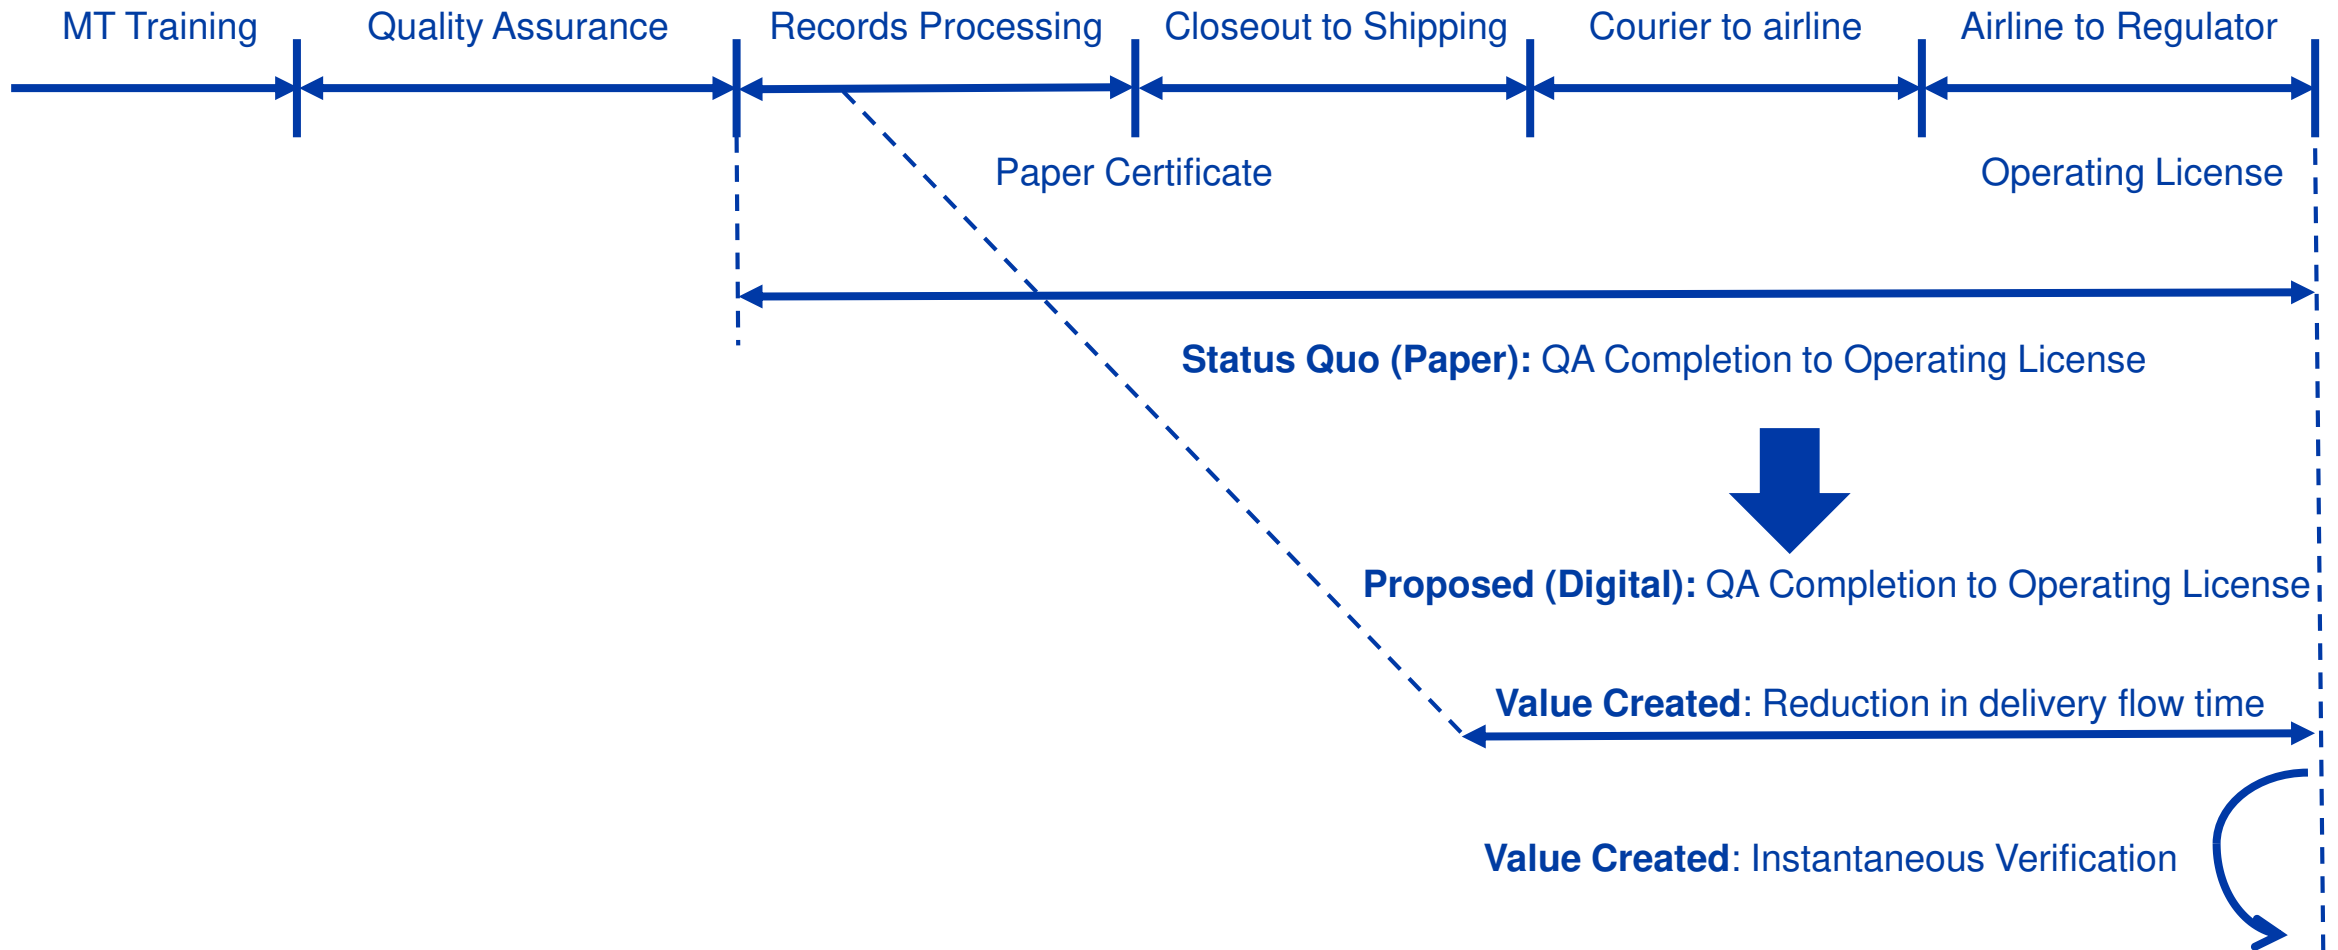 MT Training
Quality Assurance
Records Processing
Closeout to Shipping
Courier to airline
Airline to Regulator
Paper Certificate
Operating License
Status Quo (Paper): QA Completion to Operating License
Proposed (Digital): QA Completion to Operating License
Value Created: Reduction in delivery flow time
Value Created: Instantaneous Verification